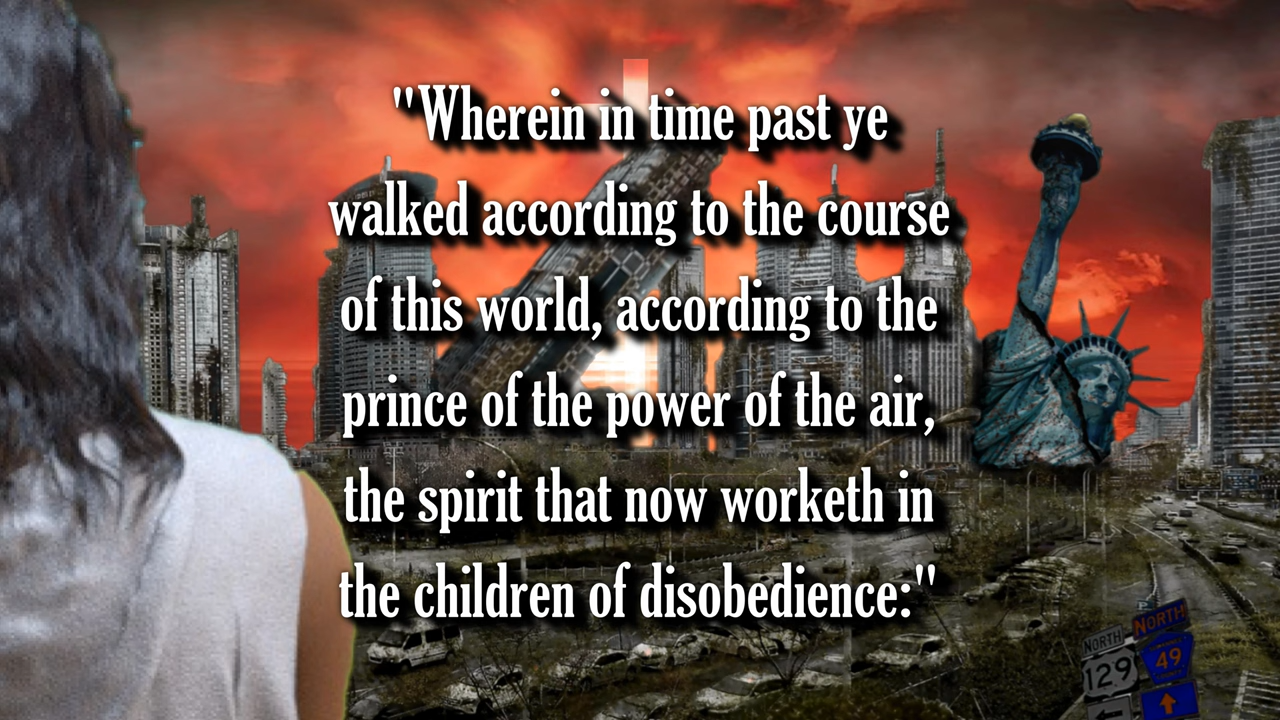 "Wherein in time past ye
walked according to the course
of this world, according to the
prince of the power of the air,
the spirit that now worketh in
the children of disobedience:"
NORTH
NORTH
129
49